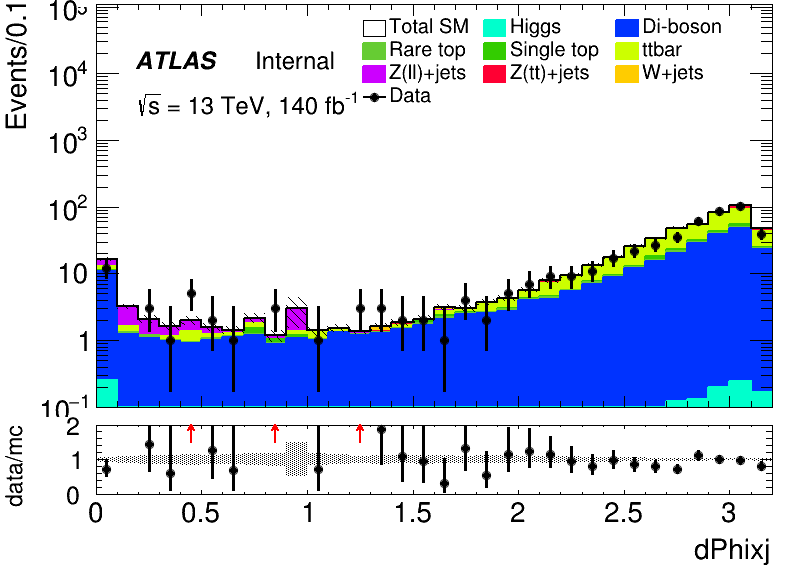 Events/0.1
10⁵
10⁴
10³
10²
10
1
10⁻¹
ATLAS Internal
√s = 13 TeV, 140 fb⁻¹
Total SM Higgs Di-boson
Rare top Single top ttbar
Z(ll)+jets Z(tt)+jets W+jets
Data
data/mc
2
1
0
0 0.5 1 1.5 2 2.5 3
dPhixj